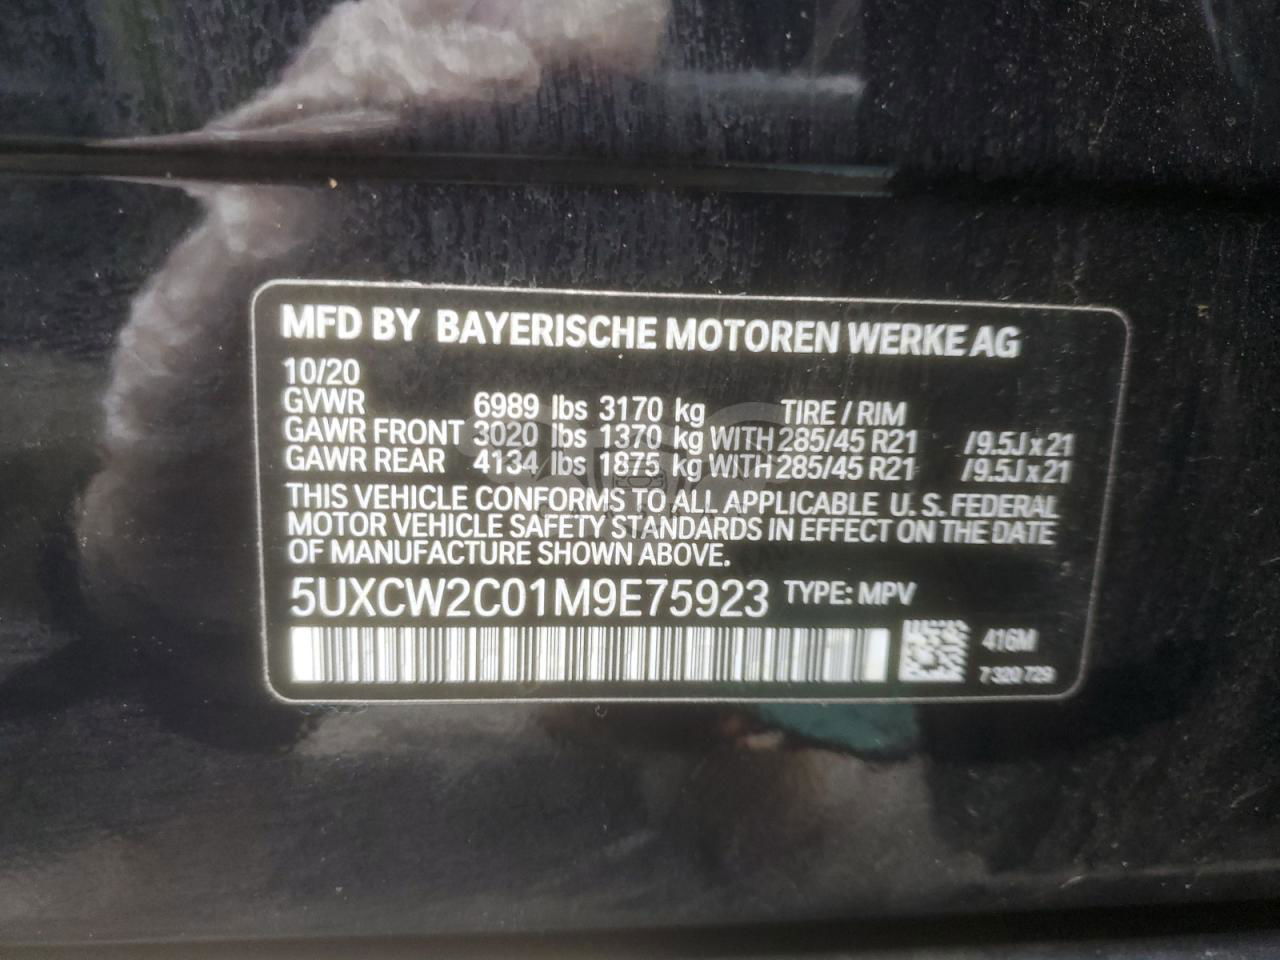 MFD BY BAYERISCHE MOTOREN WERKE AG
10/20
GVWR 6989 lbs 3170 kg TIRE / RIM
GAWR FRONT 3020 lbs 1370 kg WITH 285/45 R21 /9.5J x 21
GAWR REAR 4134 lbs 1875 kg WITH 285/45 R21 /9.5J x 21
THIS VEHICLE CONFORMS TO ALL APPLICABLE U. S. FEDERAL
MOTOR VEHICLE SAFETY STANDARDS IN EFFECT ON THE DATE
OF MANUFACTURE SHOWN ABOVE.
5UXCW2C01M9E75923 TYPE: MPV
416M
7 320 729